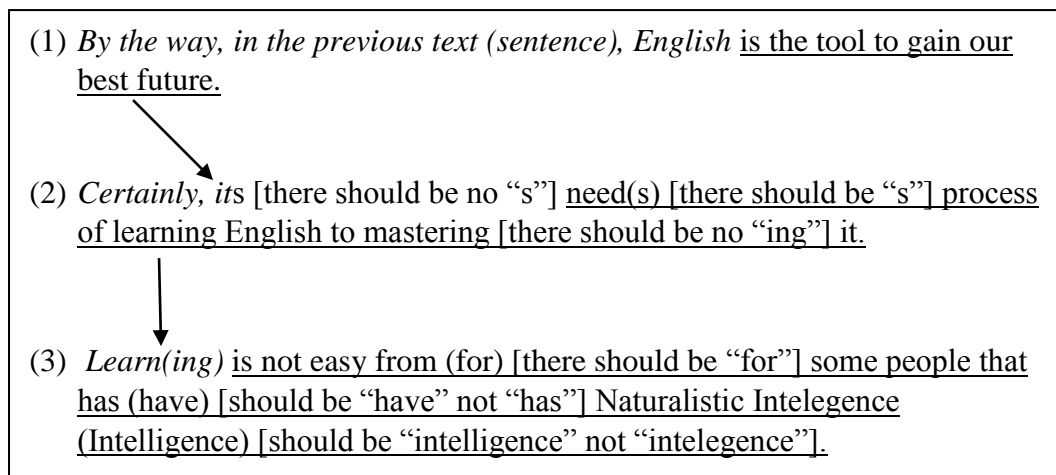 (1) By the way, in the previous text (sentence), English is the tool to gain our
best future.
(2) Certainly, its [there should be no “s”] need(s) [there should be “s”] process
of learning English to mastering [there should be no “ing”] it.
(3) Learn(ing) is not easy from (for) [there should be “for”] some people that
has (have) [should be “have” not “has”] Naturalistic Intelegence
(Intelligence) [should be “intelligence” not “intelegence”].